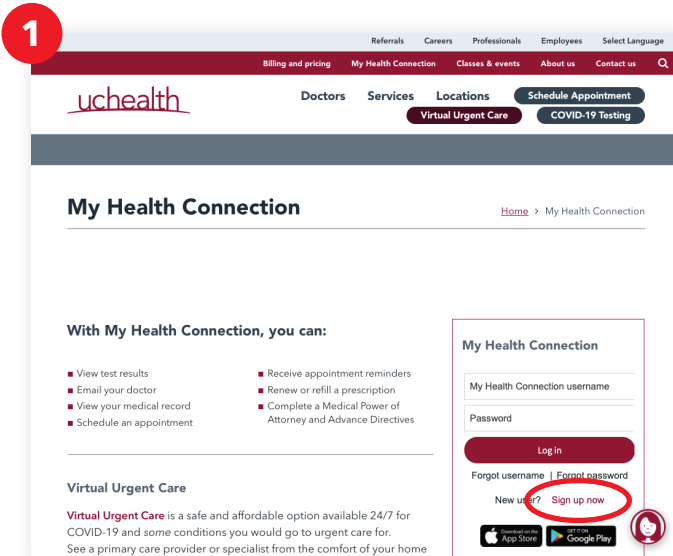 1
Referrals Careers Professionals Employees Select Language
Billing and pricing My Health Connection Classes & events About us Contact us
uchealth
Doctors Services Locations Schedule Appointment
Virtual Urgent Care COVID-19 Testing
My Health Connection
Home > My Health Connection
With My Health Connection, you can:
■ View test results
■ Email your doctor
■ View your medical record
■ Schedule an appointment
■ Receive appointment reminders
■ Renew or refill a prescription
■ Complete a Medical Power of
Attorney and Advance Directives
Virtual Urgent Care
Virtual Urgent Care is a safe and affordable option available 24/7 for
COVID-19 and some conditions you would go to urgent care for.
See a primary care provider or specialist from the comfort of your home
My Health Connection
My Health Connection username
Password
Log in
Forgot username | Forgot password
New user? Sign up now
Download on the
App Store
GET IT ON
Google Play